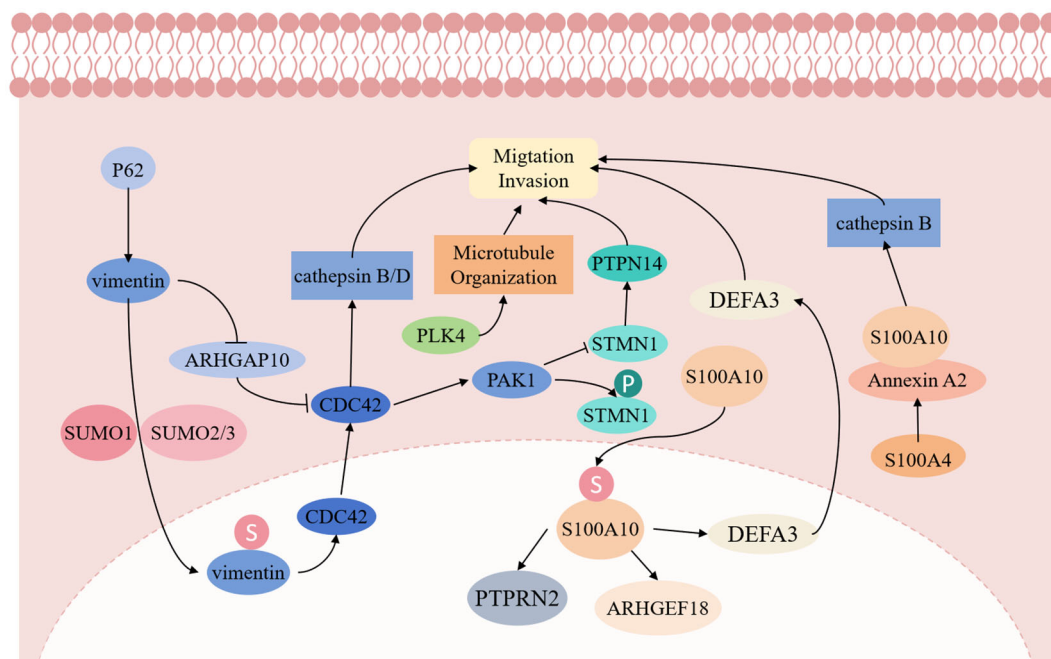 Migtation
Invasion
P62
cathepsin B
vimentin
cathepsin B/D
Microtubule
Organization
PTPN14
DEFA3
PLK4
S100A10
ARHGAP10
STMN1
S100A10
Annexin A2
PAK1
P
CDC42
STMN1
SUMO1
SUMO2/3
S100A4
S
CDC42
S
S100A10
DEFA3
vimentin
PTPRN2
ARHGEF18